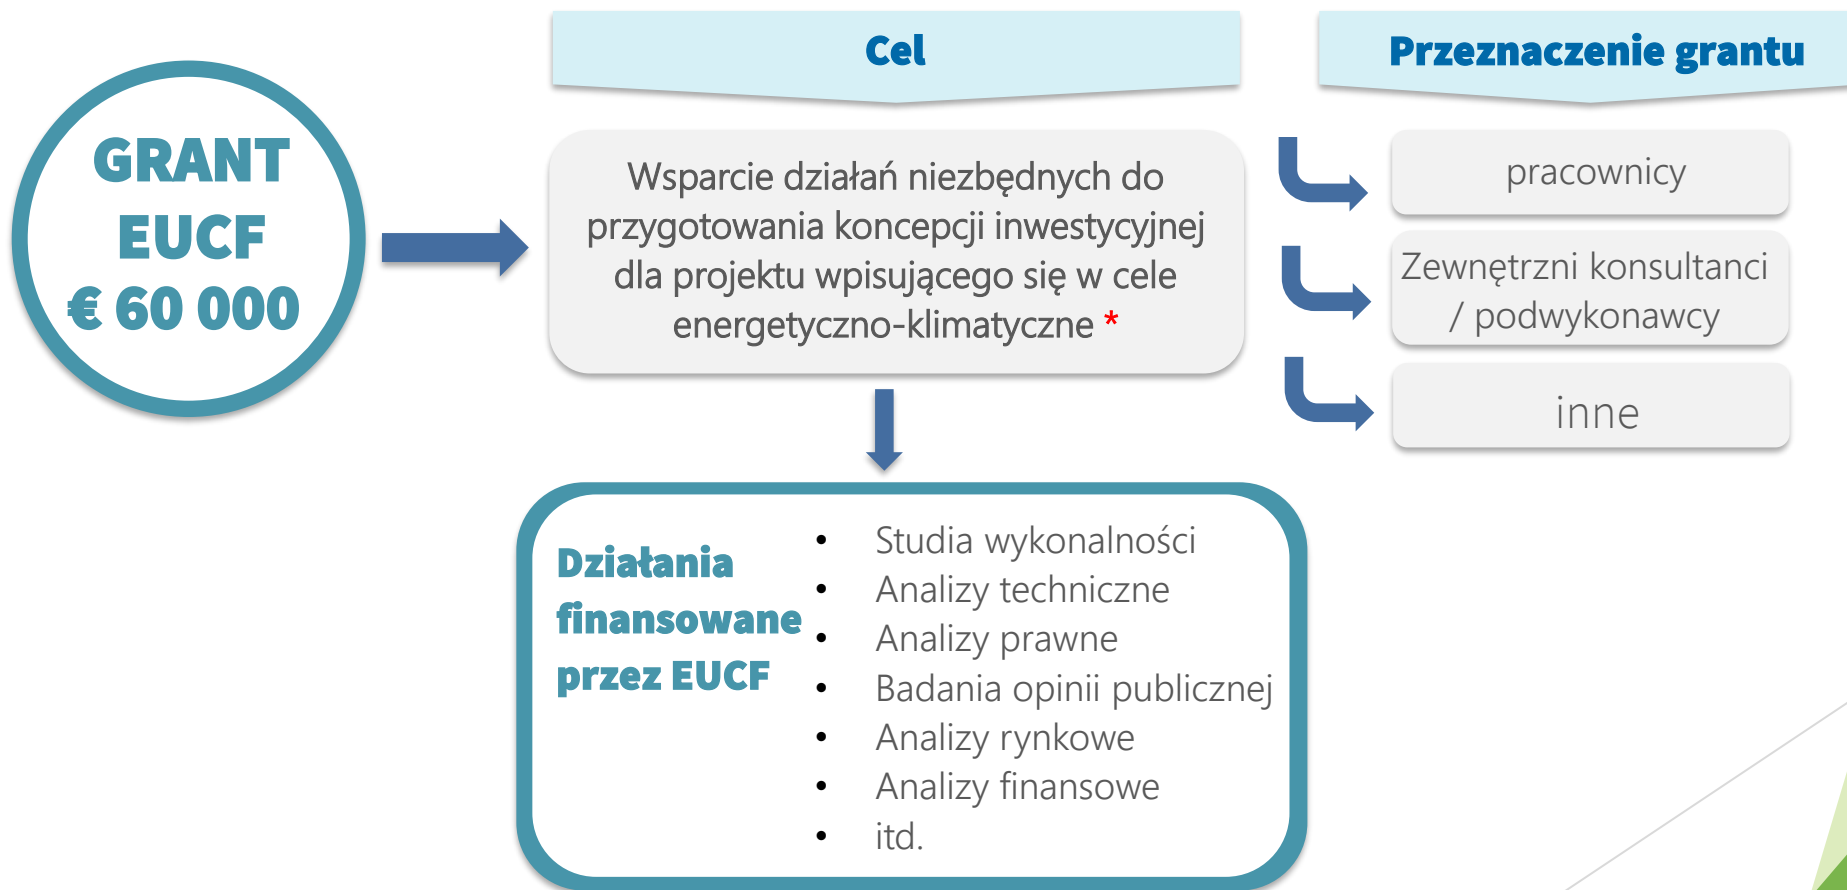 GRANT
EUCF
€ 60 000
Cel
Wsparcie działań niezbędnych do
przygotowania koncepcji inwestycyjnej
dla projektu wpisującego się w cele
energetyczno-klimatyczne *
Przeznaczenie grantu
pracownicy
Zewnętrzni konsultanci
/ podwykonawcy
inne
Działania
finansowane
przez EUCF
• Studia wykonalności
• Analizy techniczne
• Analizy prawne
• Badania opinii publicznej
• Analizy rynkowe
• Analizy finansowe
• itd.